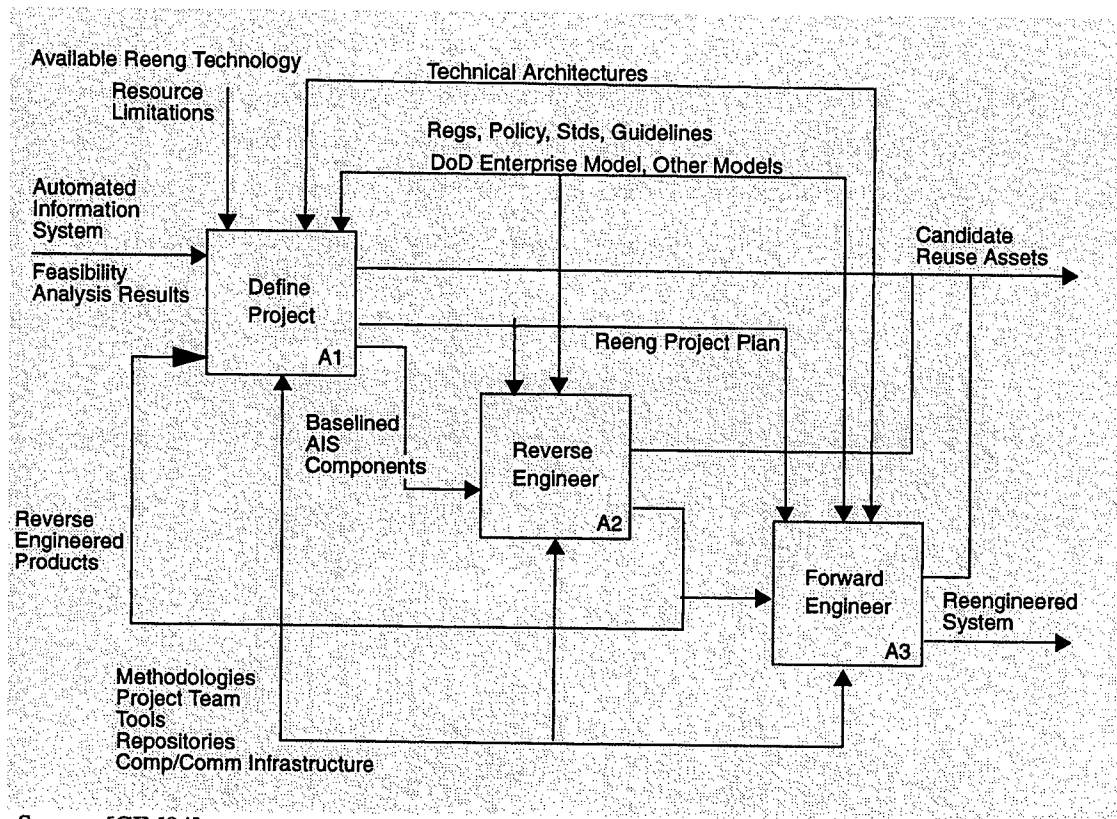 Available Reeng Technology
Resource
Limitations
Technical Architectures
Regs, Policy, Stds, Guidelines
DoD Enterprise Model, Other Models
Automated
Information
System
Feasibility
Analysis Results
Define
Project
A1
Candidate
Reuse Assets
Reeng Project Plan
Baselined
AIS
Components
Reverse
Engineer
A2
Reverse
Engineered
Products
Forward
Engineer
A3
Reengineered
System
Methodologies
Project Team
Tools
Repositories
Comp/Comm Infrastructure